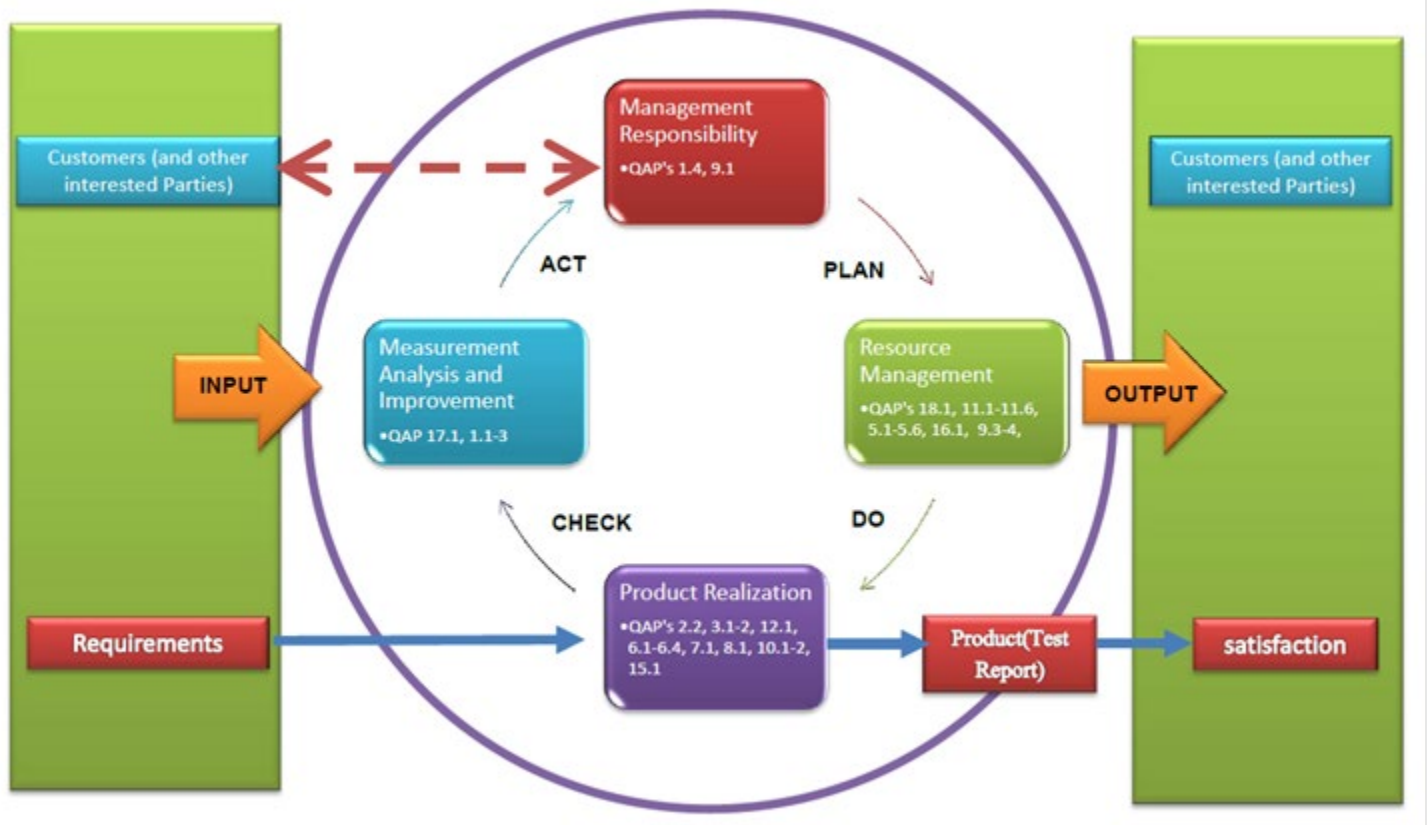 Customers (and other
interested Parties)
Management
Responsibility
•QAP's 1.4, 9.1
Customers (and other
interested Parties)
ACT
PLAN
INPUT
Measurement
Analysis and
Improvement
•QAP 17.1, 1.1-3
Resource
Management
•QAP's 18.1, 11.1-11.6,
5.1-5.6, 16.1, 9.3-4,
OUTPUT
CHECK
DO
Requirements
Product Realization
•QAP's 2.2, 3.1-2, 12.1,
6.1-6.4, 7.1, 8.1, 10.1-2,
15.1
Product(Test
Report)
satisfaction